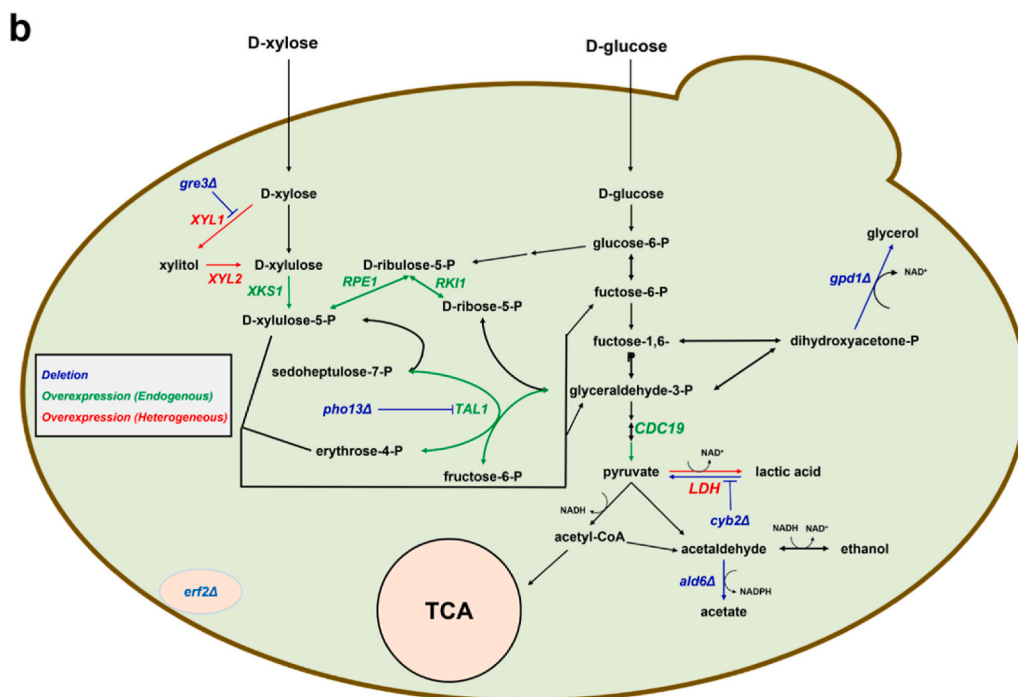 b
D-xylose
D-glucose
gre3Δ
D-xylose
D-glucose
XYL1
glucose-6-P
glycerol
xylitol
XYL2
D-xylulose
D-ribulose-5-P
RPE1
RKI1
gpd1Δ
NAD⁺
XKS1
fuctose-6-P
D-ribose-5-P
D-xylulose-5-P
fuctose-1,6-
P
dihydroxyacetone-P
Deletion
Overexpression (Endogenous)
Overexpression (Heterogeneous)
sedoheptulose-7-P
glyceraldehyde-3-P
pho13Δ
TAL1
CDC19
erythrose-4-P
fructose-6-P
NAD⁺
pyruvate
lactic acid
LDH
NADH
cyb2Δ
acetyl-CoA
acetaldehyde
NADH
NAD⁺
ethanol
erf2Δ
TCA
ald6Δ
NADPH
acetate